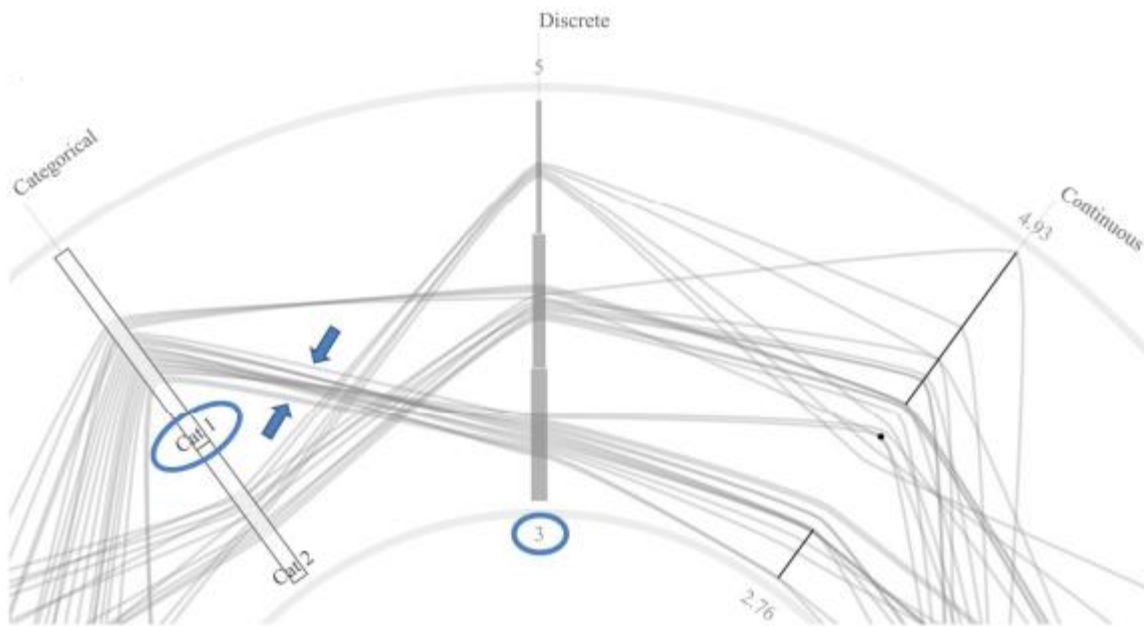 Discrete
5
Categorical
Continuous
4.93
Cat 1
3
Cat 2
2.76